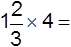 1 2/3 × 4 =